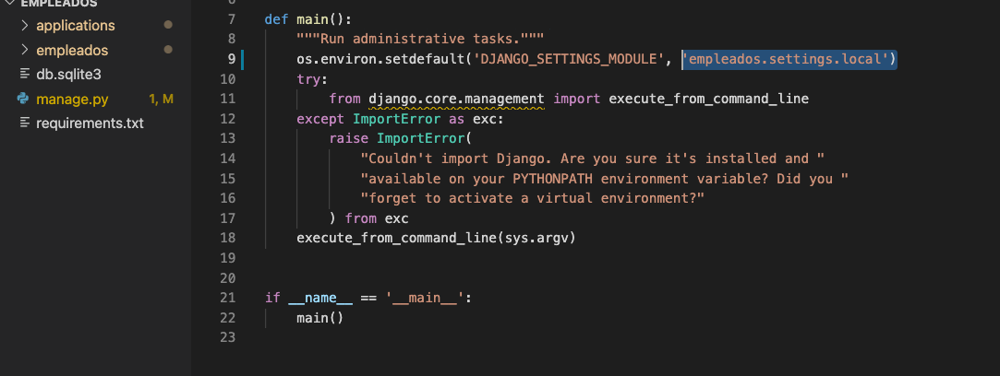 EMPLEADOS
applications
empleados
db.sqlite3
manage.py 1, M
requirements.txt
7 def main():
8 """Run administrative tasks."""
9 os.environ.setdefault('DJANGO_SETTINGS_MODULE', 'empleados.settings.local')
10 try:
11 from django.core.management import execute_from_command_line
12 except ImportError as exc:
13 raise ImportError(
14 "Couldn't import Django. Are you sure it's installed and "
15 "available on your PYTHONPATH environment variable? Did you "
16 "forget to activate a virtual environment?"
17 ) from exc
18 execute_from_command_line(sys.argv)
19
20
21 if __name__ == '__main__':
22 main()
23